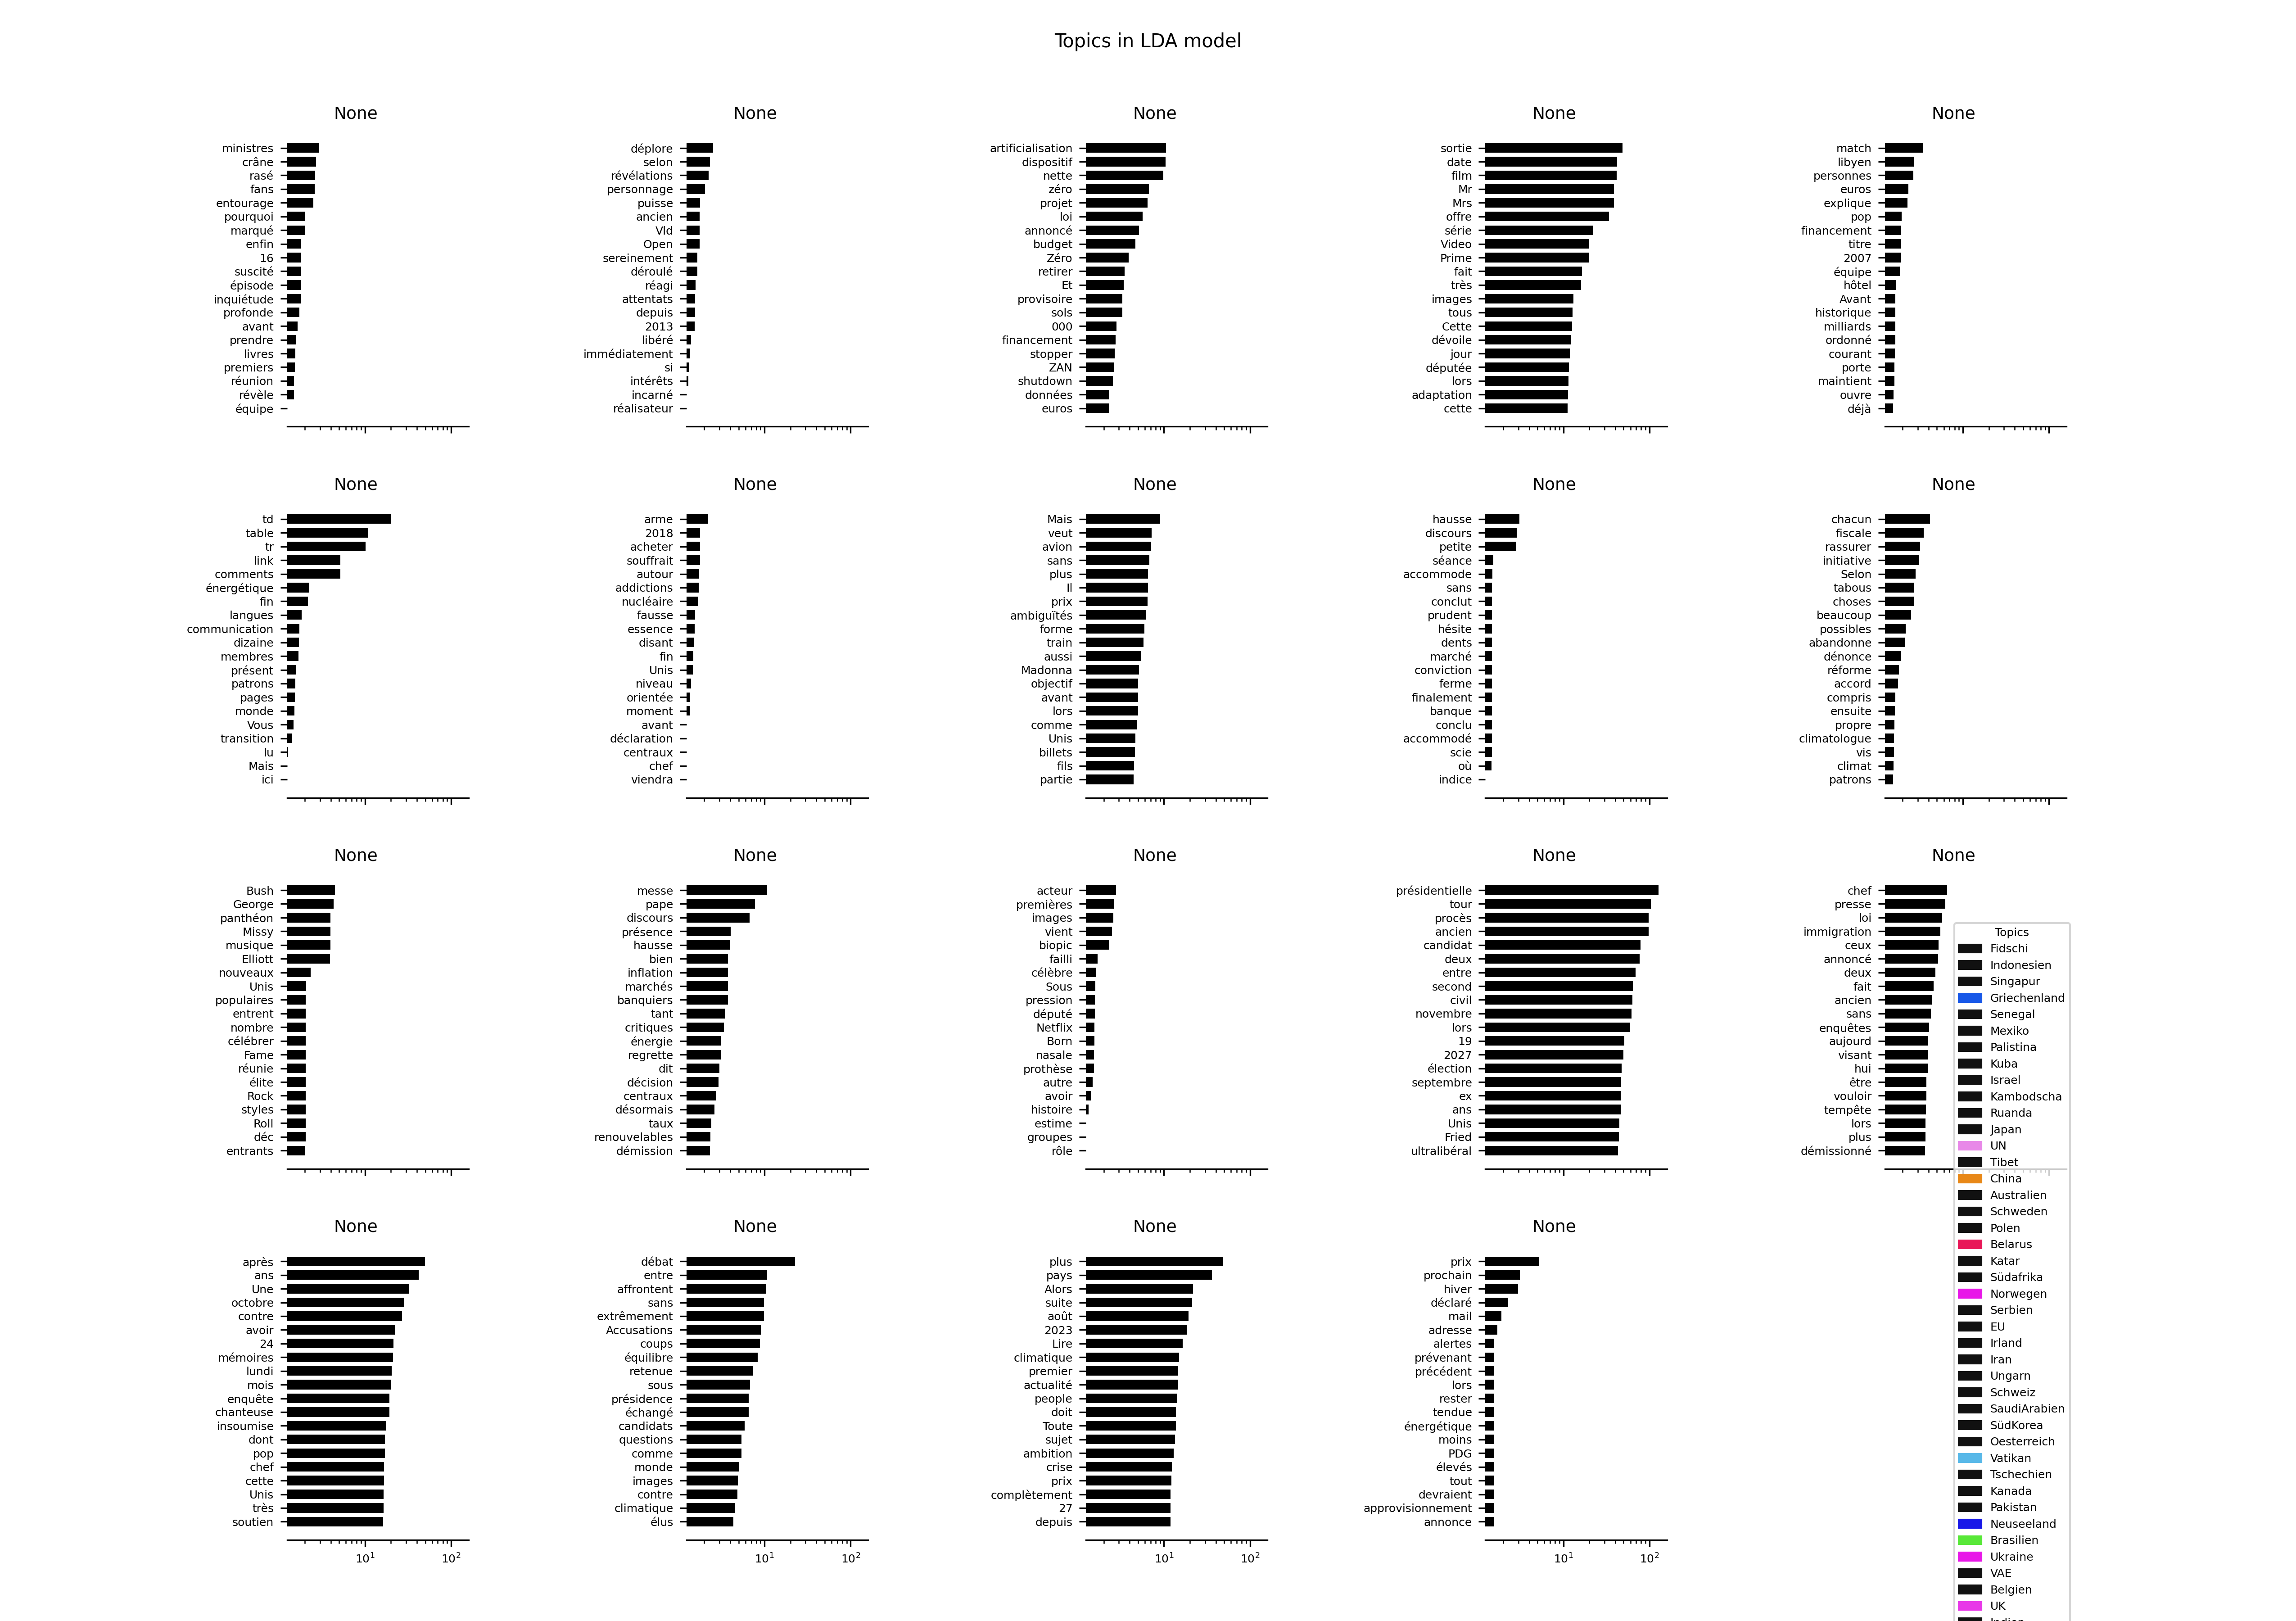 Topics in LDA model
None
ministres
crâne
rasé
fans
entourage
pourquoi
marqué
enfin
16
suscité
épisode
inquiétude
profonde
avant
prendre
livres
premiers
réunion
révèle
équipe
None
déplore
selon
révélations
personnage
puisse
ancien
Vld
Open
sereinement
déroulé
réagi
attentats
depuis
2013
libéré
immédiatement
si
intérêts
incarné
réalisateur
None
artificialisation
dispositif
nette
zéro
projet
loi
annoncé
budget
Zéro
retirer
Et
provisoire
sols
000
financement
stopper
ZAN
shutdown
données
euros
None
sortie
date
film
Mr
Mrs
offre
série
Video
Prime
fait
très
images
tous
Cette
dévoile
jour
députée
lors
adaptation
cette
None
match
libyen
personnes
euros
explique
pop
financement
titre
2007
équipe
hôtel
Avant
historique
milliards
ordonné
courant
porte
maintient
ouvre
déjà
None
td
table
tr
link
comments
énergétique
fin
langues
communication
dizaine
membres
présent
patrons
pages
monde
Vous
transition
lu
Mais
ici
None
arme
2018
acheter
souffrait
autour
addictions
nucléaire
fausse
essence
disant
fin
Unis
niveau
orientée
moment
avant
déclaration
centraux
chef
viendra
None
Mais
veut
avion
sans
plus
Il
prix
ambiguïtés
forme
train
aussi
Madonna
objectif
avant
lors
comme
Unis
billets
fils
partie
None
hausse
discours
petite
séance
accommode
sans
conclut
prudent
hésite
dents
marché
conviction
ferme
finalement
banque
conclu
accommodé
scie
où
indice
None
chacun
fiscale
rassurer
initiative
Selon
tabous
choses
beaucoup
possibles
abandonne
dénonce
réforme
accord
compris
ensuite
propre
climatologue
vis
climat
patrons
None
Bush
George
panthéon
Missy
musique
Elliott
nouveaux
Unis
populaires
entrent
nombre
célébrer
Fame
réunie
élite
Rock
styles
Roll
déc
entrants
None
messe
pape
discours
présence
hausse
bien
inflation
marchés
banquiers
tant
critiques
énergie
regrette
dit
décision
centraux
désormais
taux
renouvelables
démission
None
acteur
premières
images
vient
biopic
failli
célèbre
Sous
pression
député
Netflix
Born
nasale
prothèse
autre
avoir
histoire
estime
groupes
rôle
None
présidentielle
tour
procès
ancien
candidat
deux
entre
second
civil
novembre
lors
19
2027
élection
septembre
ex
ans
Unis
Fried
ultralibéral
None
chef
presse
loi
immigration
ceux
annoncé
deux
fait
ancien
sans
enquêtes
aujourd
visant
hui
être
vouloir
tempête
lors
plus
démissionné
None
après
ans
Une
octobre
contre
avoir
24
mémoires
lundi
mois
enquête
chanteuse
insoumise
dont
pop
chef
cette
Unis
très
soutien
10¹
10²
None
débat
entre
affrontent
sans
extrêmement
Accusations
coups
équilibre
retenue
sous
présidence
échangé
candidats
questions
comme
monde
images
contre
climatique
élus
10¹
10²
None
plus
pays
Alors
suite
août
2023
Lire
climatique
premier
actualité
people
doit
Toute
sujet
ambition
crise
prix
complètement
27
depuis
10¹
10²
None
prix
prochain
hiver
déclaré
mail
adresse
alertes
prévenant
précédent
lors
rester
tendue
énergétique
moins
PDG
élevés
tout
devraient
approvisionnement
annonce
10¹
10²
Topics
Fidschi
Indonesien
Singapur
Griechenland
Senegal
Mexiko
Palistina
Kuba
Israel
Kambodscha
Ruanda
Japan
UN
Tibet
China
Australien
Schweden
Polen
Belarus
Katar
Südafrika
Norwegen
Serbien
EU
Irland
Iran
Ungarn
Schweiz
SaudiArabien
SüdKorea
Oesterreich
Vatikan
Tschechien
Kanada
Pakistan
Neuseeland
Brasilien
Ukraine
VAE
Belgien
UK